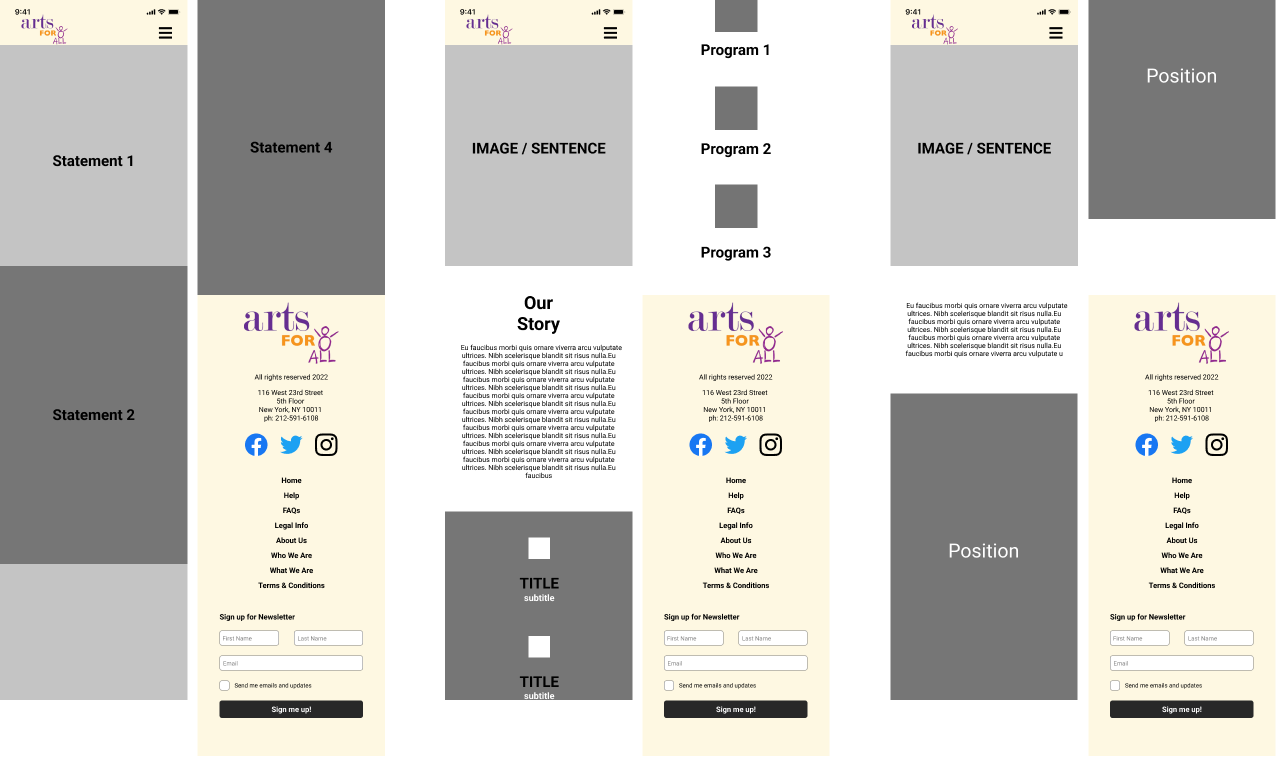 9:41
arts
FOR
ALL
Statement 1
Statement 2
Statement 4
arts
FOR
ALL
All rights reserved 2022
116 West 23rd Street
5th Floor
New York, NY 10011
ph: 212-591-6108
Home
Help
FAQs
Legal Info
About Us
Who We Are
What We Are
Terms & Conditions
Sign up for Newsletter
First Name
Last Name
Email
Send me emails and updates
Sign me up!
9:41
arts
FOR
ALL
IMAGE / SENTENCE
Our
Story
Eu faucibus morbi quis ornare viverra arcu vulputate
ultrices. Nibh scelerisque blandit sit risus nulla.Eu
faucibus morbi quis ornare viverra arcu vulputate
ultrices. Nibh scelerisque blandit sit risus nulla.Eu
faucibus morbi quis ornare viverra arcu vulputate
ultrices. Nibh scelerisque blandit sit risus nulla.Eu
faucibus morbi quis ornare viverra arcu vulputate
ultrices. Nibh scelerisque blandit sit risus nulla.Eu
faucibus morbi quis ornare viverra arcu vulputate
ultrices. Nibh scelerisque blandit sit risus nulla.Eu
faucibus morbi quis ornare viverra arcu vulputate
ultrices. Nibh scelerisque blandit sit risus nulla.Eu
faucibus morbi quis ornare viverra arcu vulputate
ultrices. Nibh scelerisque blandit sit risus nulla.Eu
faucibus morbi quis ornare viverra arcu vulputate
ultrices. Nibh scelerisque blandit sit risus nulla.Eu
faucibus
TITLE
subtitle
TITLE
subtitle
Program 1
Program 2
Program 3
arts
FOR
ALL
All rights reserved 2022
116 West 23rd Street
5th Floor
New York, NY 10011
ph: 212-591-6108
Home
Help
FAQs
Legal Info
About Us
Who We Are
What We Are
Terms & Conditions
Sign up for Newsletter
First Name
Last Name
Email
Send me emails and updates
Sign me up!
9:41
arts
FOR
ALL
IMAGE / SENTENCE
Eu faucibus morbi quis ornare viverra arcu vulputate
ultrices. Nibh scelerisque blandit sit risus nulla.Eu
faucibus morbi quis ornare viverra arcu vulputate
ultrices. Nibh scelerisque blandit sit risus nulla.Eu
faucibus morbi quis ornare viverra arcu vulputate
ultrices. Nibh scelerisque blandit sit risus nulla.Eu
faucibus morbi quis ornare viverra arcu vulputate u
Position
Position
arts
FOR
ALL
All rights reserved 2022
116 West 23rd Street
5th Floor
New York, NY 10011
ph: 212-591-6108
Home
Help
FAQs
Legal Info
About Us
Who We Are
What We Are
Terms & Conditions
Sign up for Newsletter
First Name
Last Name
Email
Send me emails and updates
Sign me up!